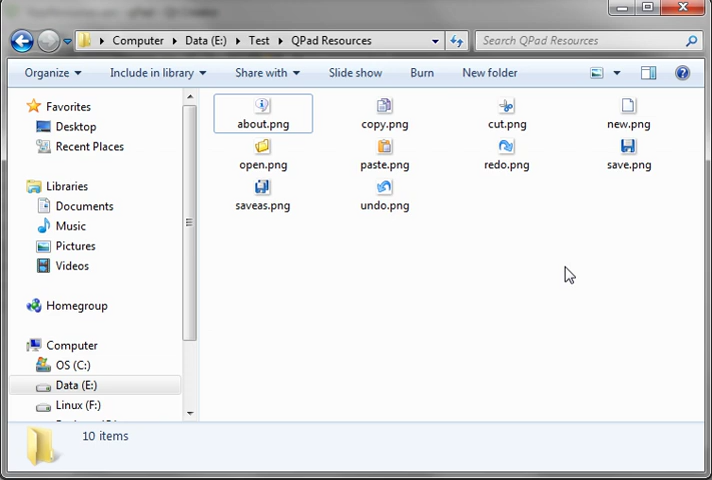 Computer Data (E:) Test QPad Resources
Search QPad Resources
Organize Include in library Share with Slide show Burn New folder
Favorites
Desktop
Recent Places
Libraries
Documents
Music
Pictures
Videos
Homegroup
Computer
OS (C:)
Data (E:)
Linux (F:)
about.png copy.png cut.png new.png
open.png paste.png redo.png save.png
saveas.png undo.png
10 items